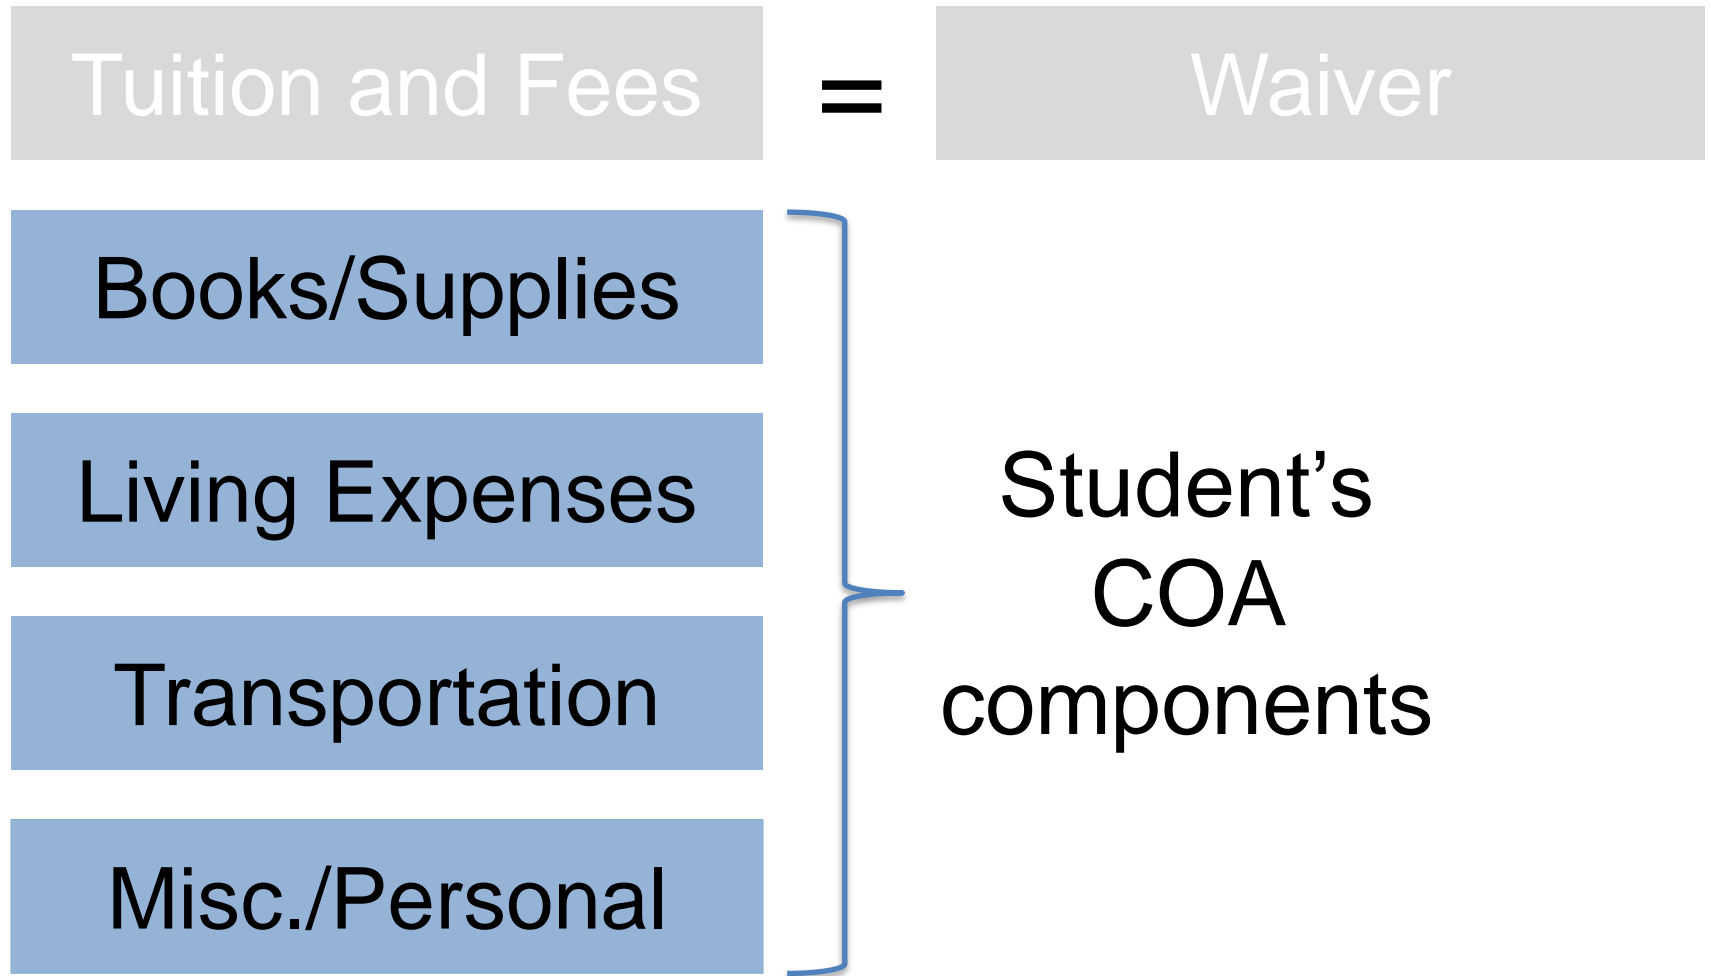 Tuition and Fees = Waiver
Books/Supplies
Living Expenses
Transportation
Misc./Personal
Student’s
COA
components